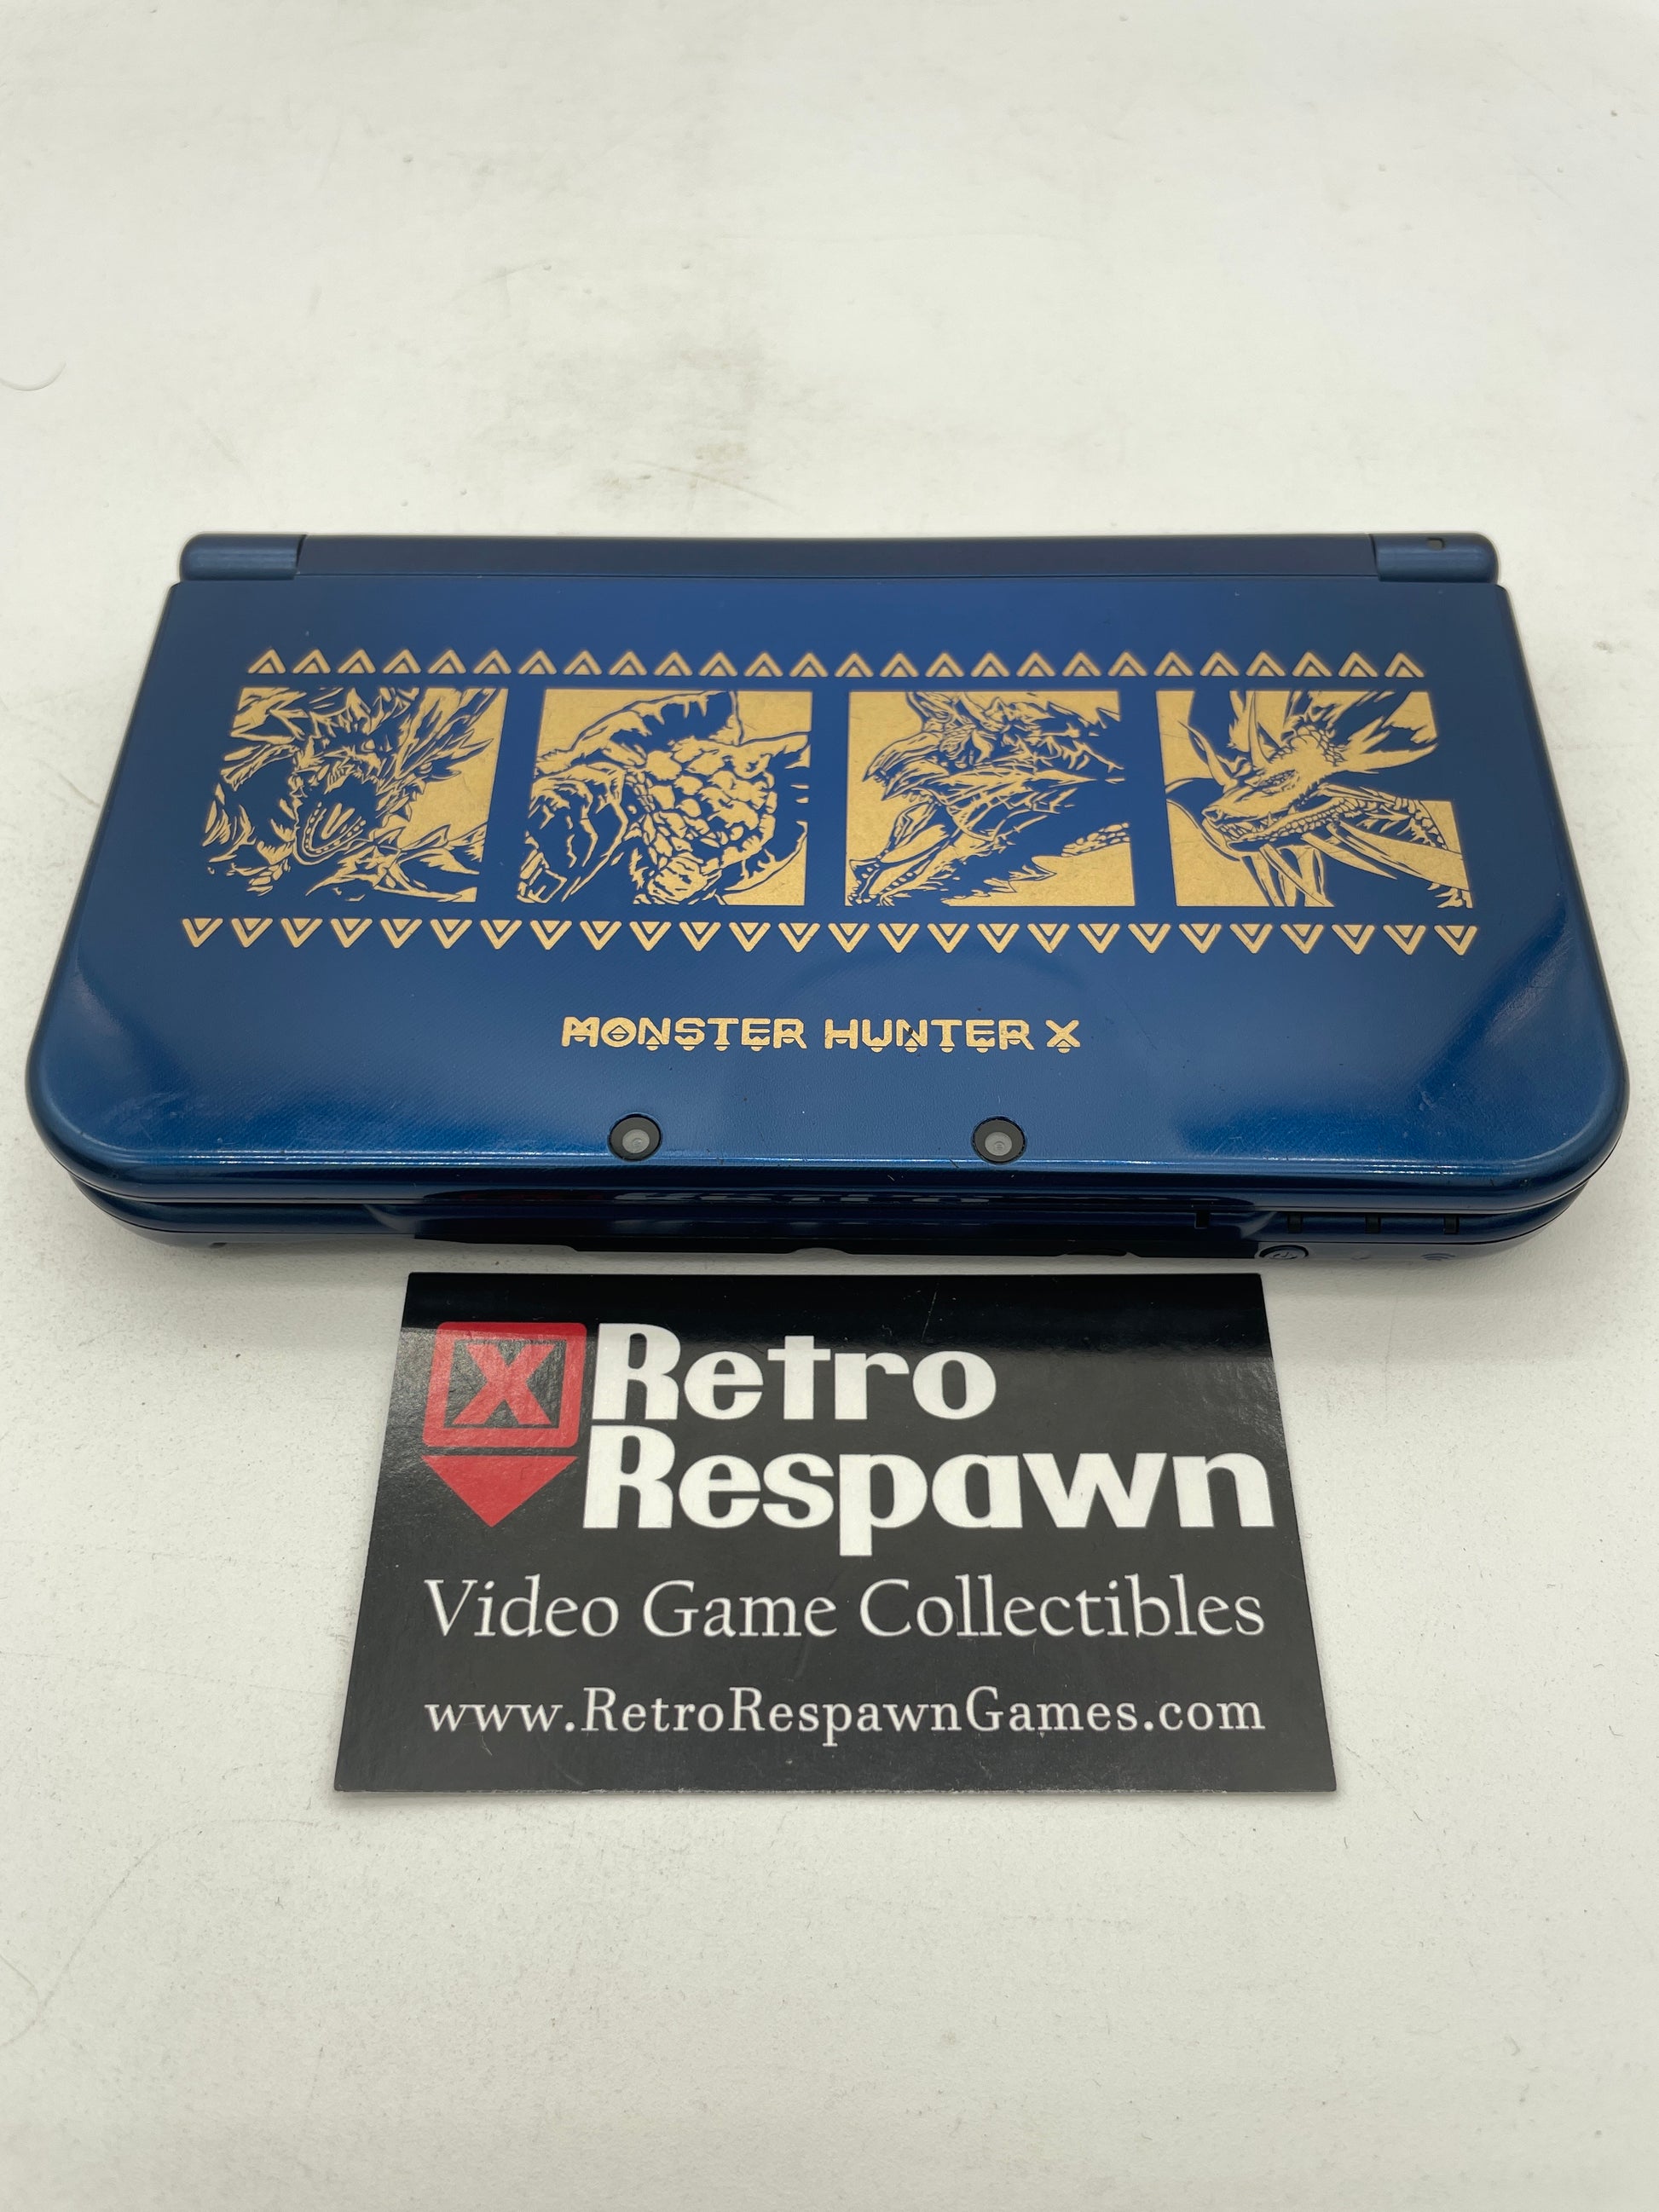 MONSTER HUNTER X
X Retro
Respawn
Video Game Collectibles
www.RetroRespawnGames.com